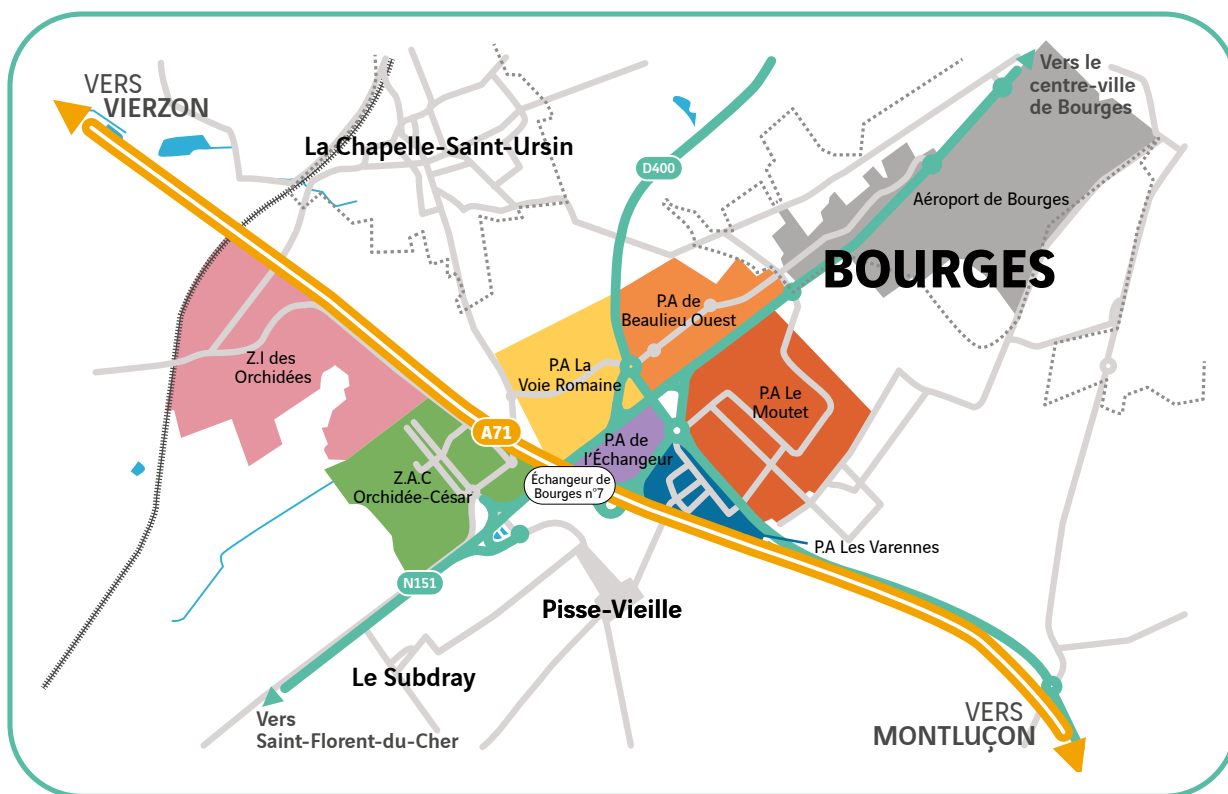 VERS
VIERZON
La Chapelle-Saint-Ursin
D400
Vers le
centre-ville
de Bourges
Aéroport de Bourges
BOURGES
P.A de
Beaulieu Ouest
P.A La
Voie Romaine
Z.I des
Orchidées
P.A Le
Moutet
A71
P.A de
l'Échangeur
Z.A.C
Orchidée-César
Échangeur de
Bourges n°7
P.A Les Varennes
N151
Pisse-Vieille
Le Subdray
Vers
Saint-Florent-du-Cher
VERS
MONTLUÇON